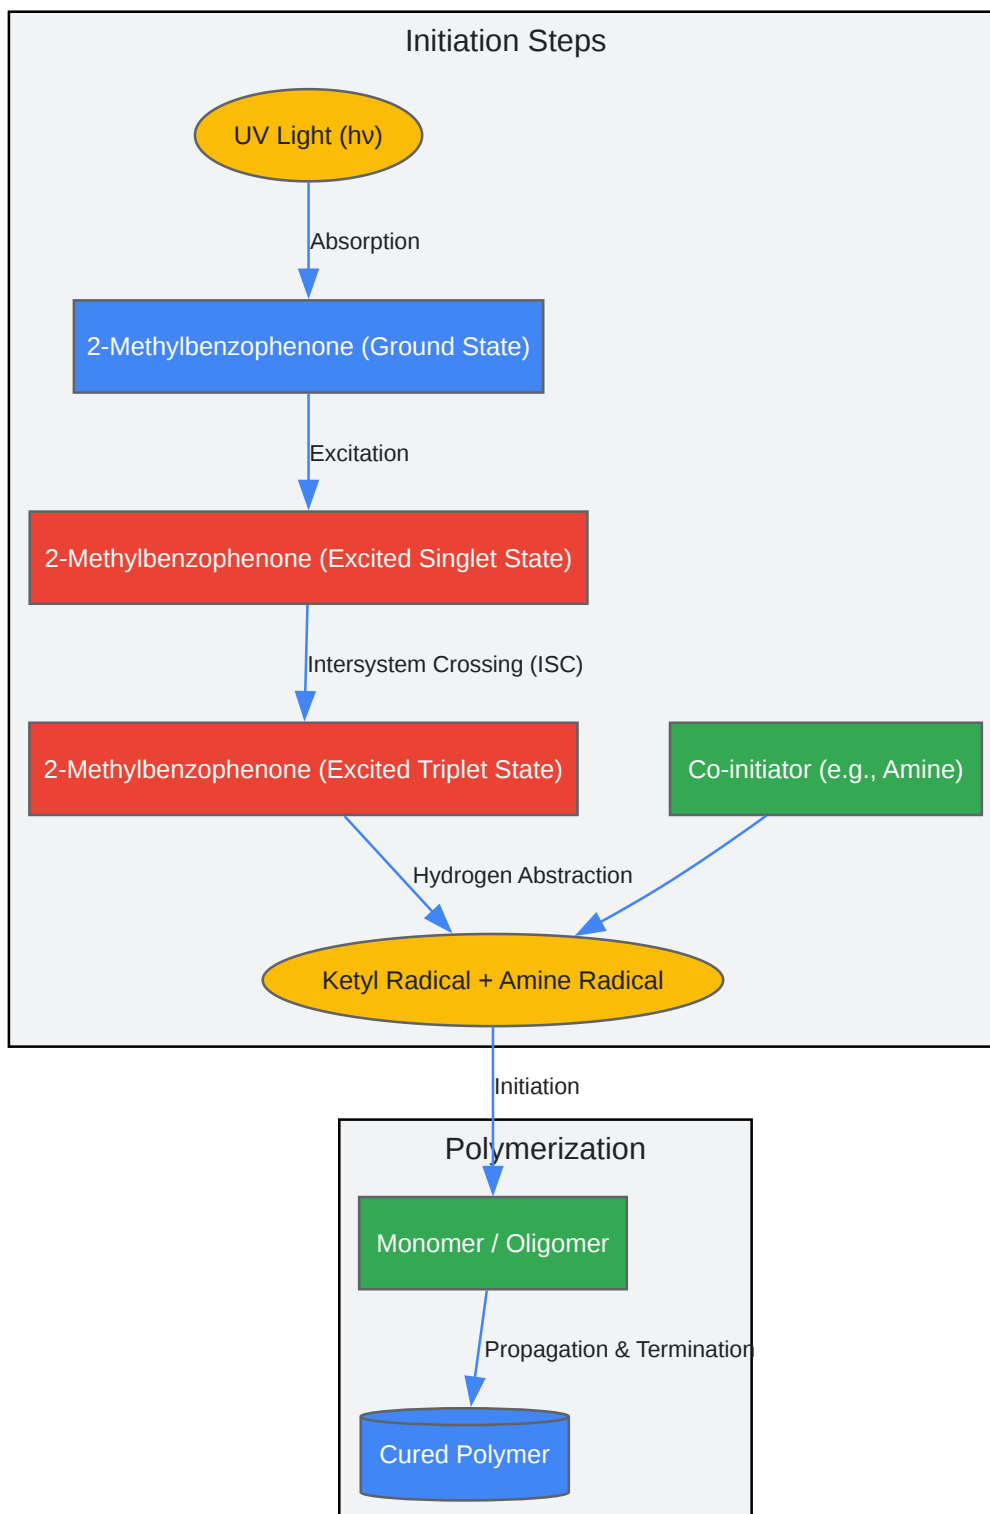 Initiation Steps
UV Light (hν)
Absorption
2-Methylbenzophenone (Ground State)
Excitation
2-Methylbenzophenone (Excited Singlet State)
Intersystem Crossing (ISC)
2-Methylbenzophenone (Excited Triplet State)
Co-initiator (e.g., Amine)
Hydrogen Abstraction
Ketyl Radical + Amine Radical
Initiation
Polymerization
Monomer / Oligomer
Propagation & Termination
Cured Polymer